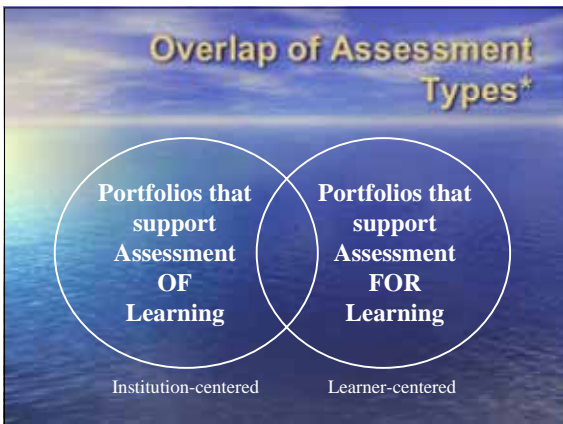 Overlap of Assessment
Types*
Portfolios that
support
Assessment
OF
Learning
Portfolios that
support
Assessment
FOR
Learning
Institution-centered
Learner-centered